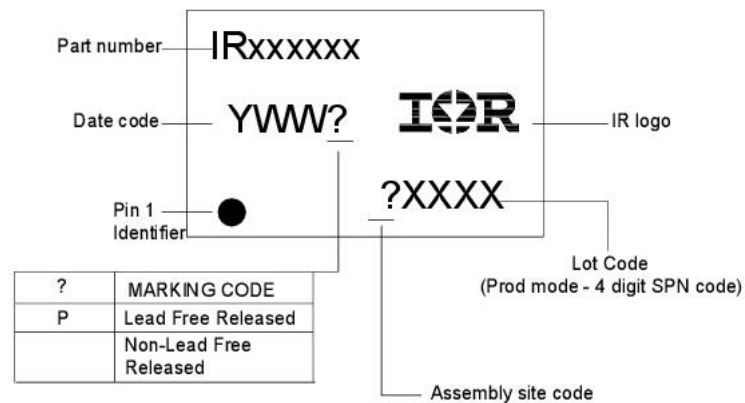 Part number
IRxxxxxx
Date code
YWW?
IOR
IR logo
Pin 1
Identifier
?XXXX
Lot Code
(Prod mode - 4 digit SPN code)
? MARKING CODE
P Lead Free Released
Non-Lead Free
Released
Assembly site code